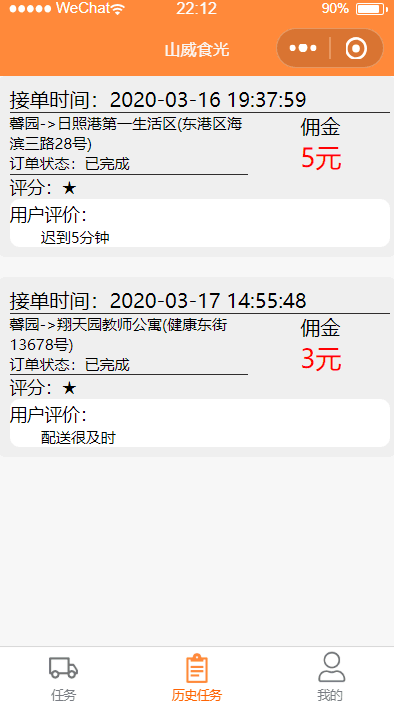 WeChat 22:12 90%
山威食光
接单时间：2020-03-16 19:37:59
馨园->日照港第一生活区(东港区海
滨三路28号)
订单状态：已完成
佣金
5元
评分：★
用户评价：
迟到5分钟
接单时间：2020-03-17 14:55:48
馨园->翔天园教师公寓(健康东街
13678号)
订单状态：已完成
佣金
3元
评分：★
用户评价：
配送很及时
任务 历史任务 我的